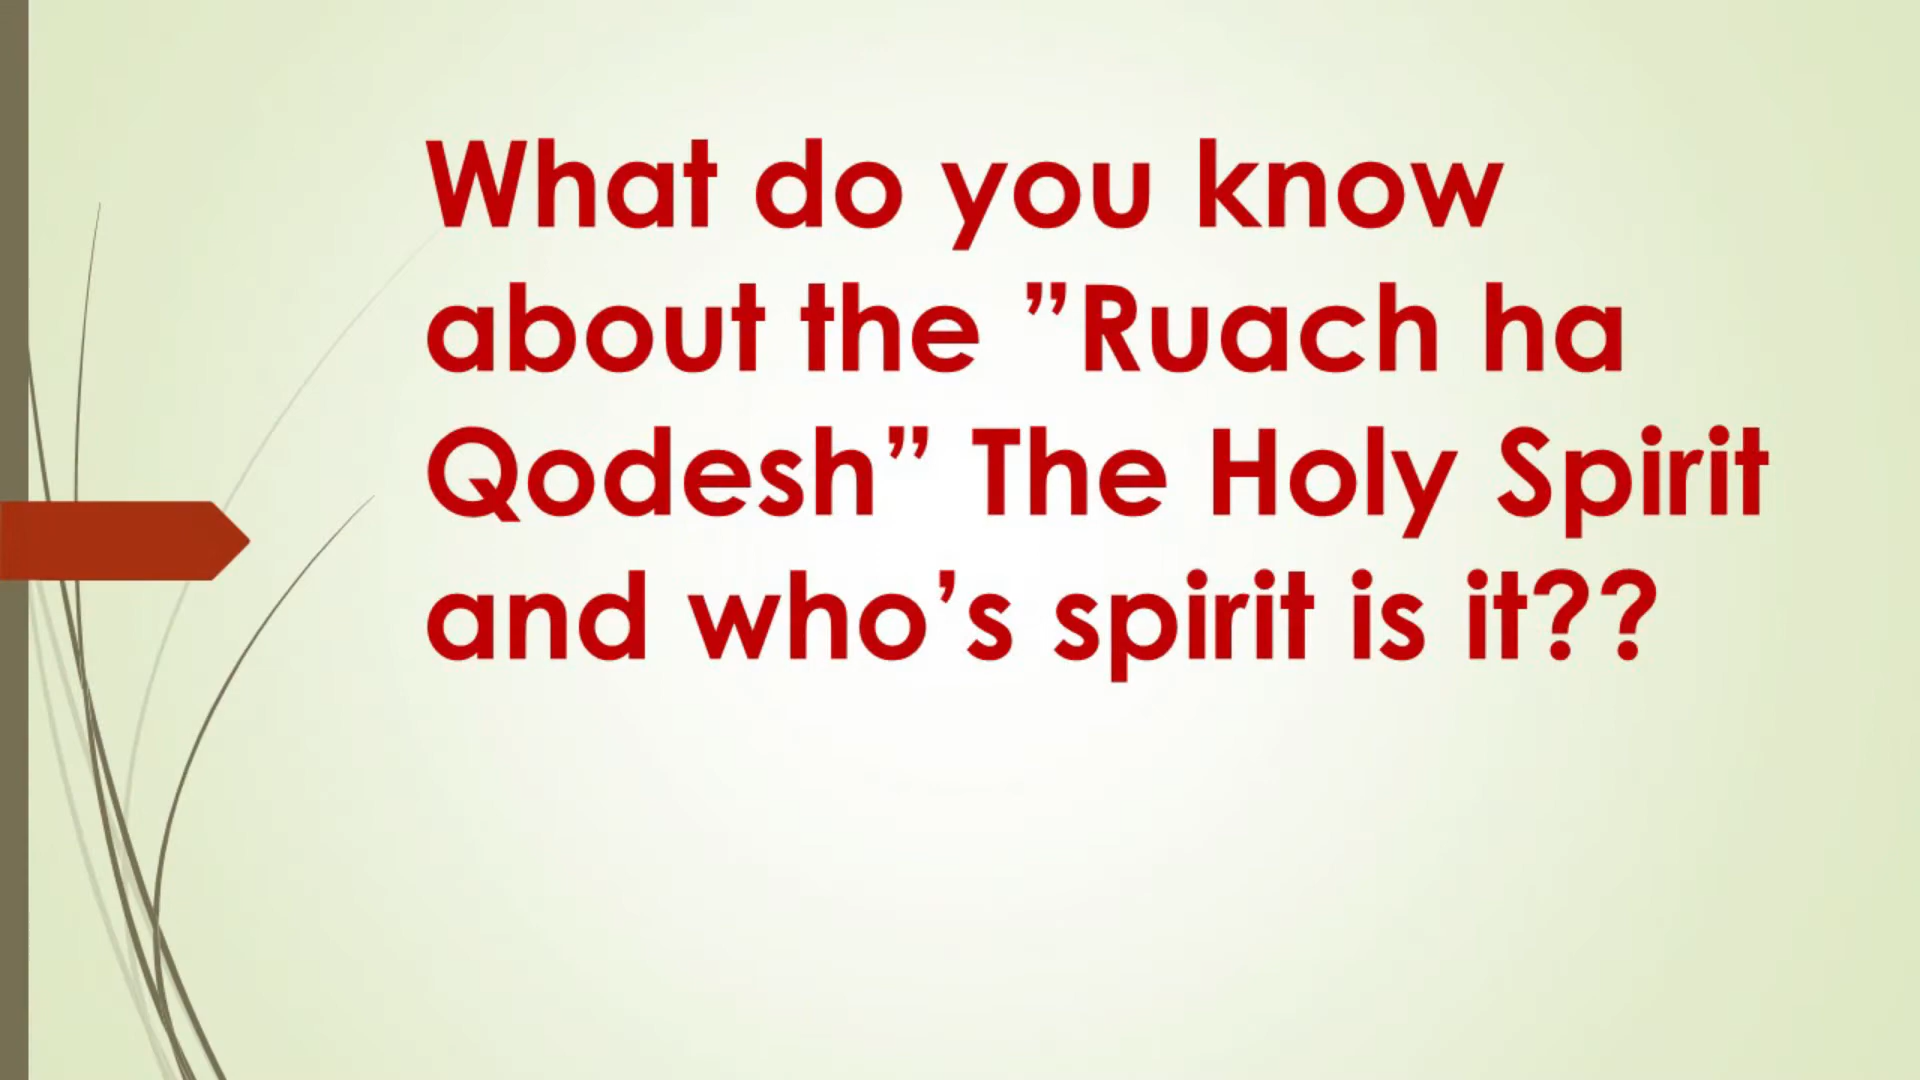 What do you know
about the ”Ruach ha
Qodesh” The Holy Spirit
and who’s spirit is it??